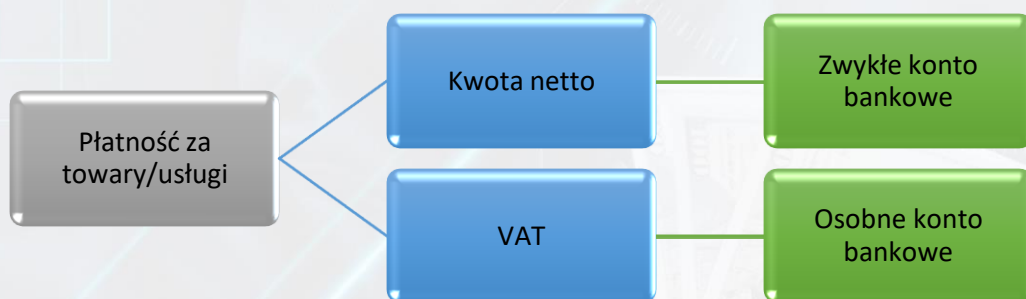 Płatność za
towary/usługi
Kwota netto
Zwykłe konto
bankowe
VAT
Osobne konto
bankowe